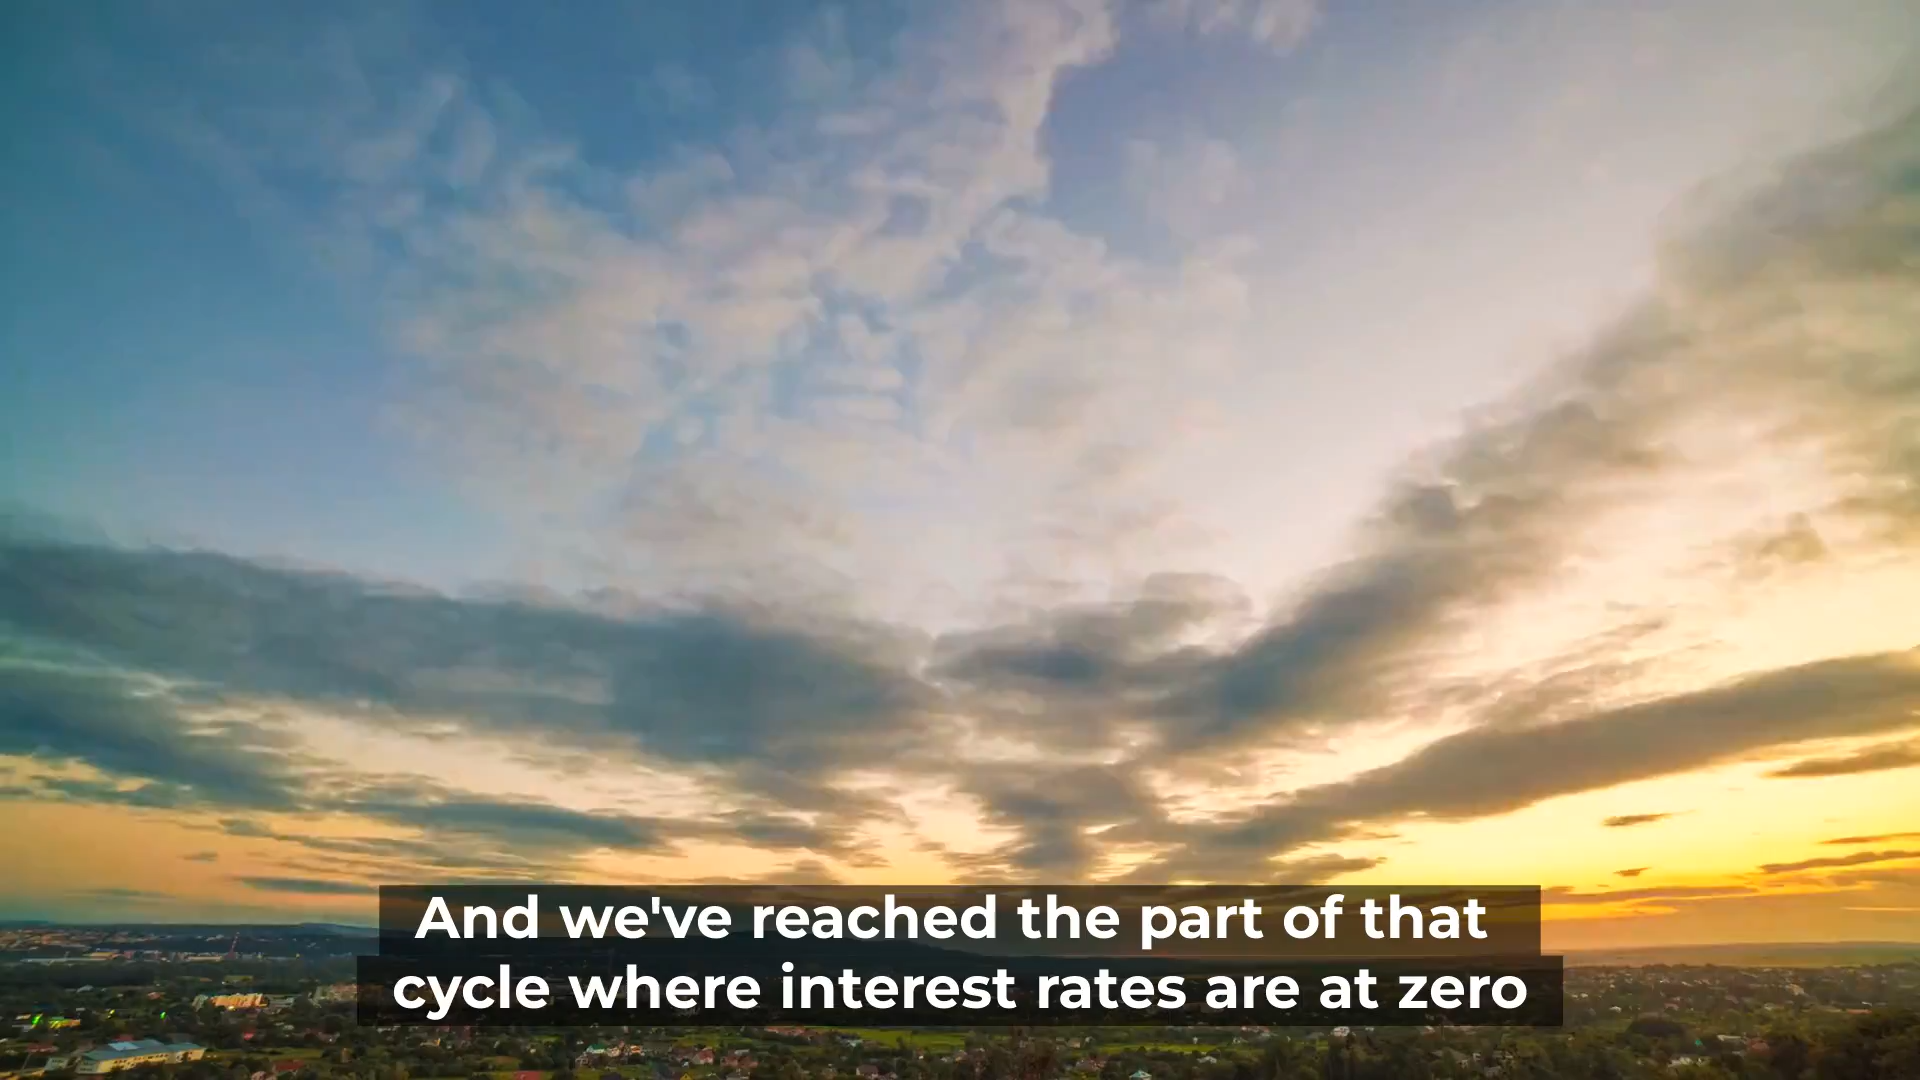 And we've reached the part of that
cycle where interest rates are at zero